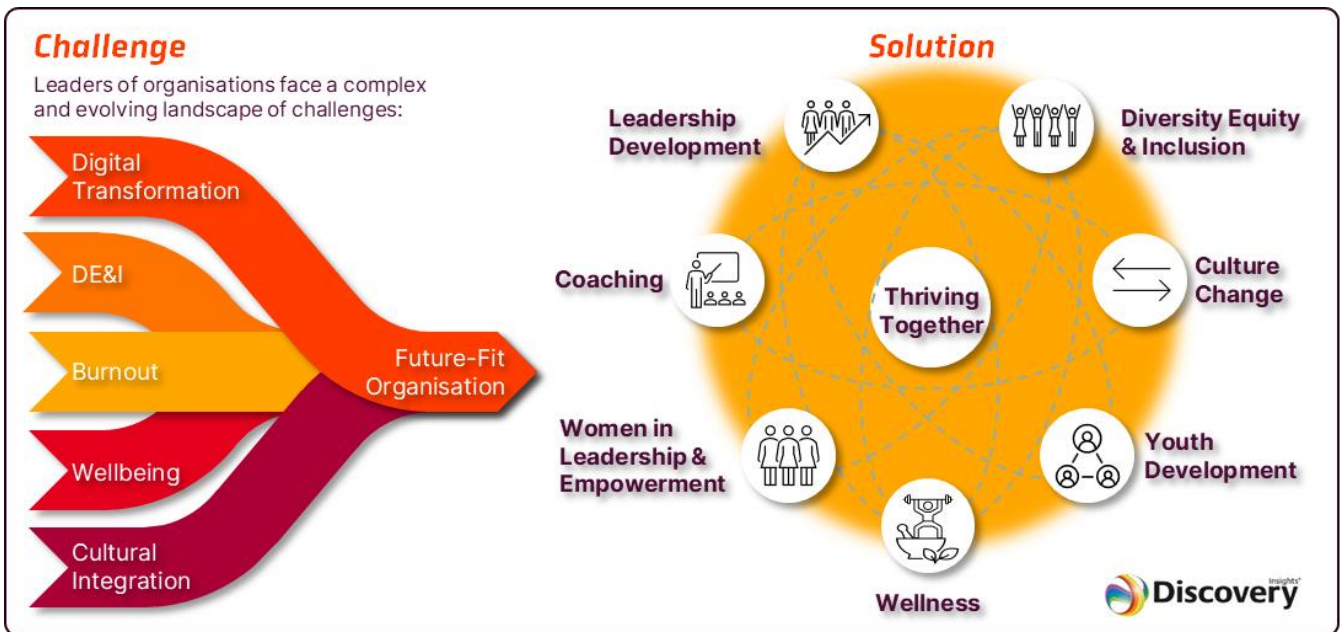 Challenge
Leaders of organisations face a complex
and evolving landscape of challenges:
Digital
Transformation
DE&I
Burnout
Wellbeing
Cultural
Integration
Future-Fit
Organisation
Solution
Leadership
Development
Diversity Equity
& Inclusion
Coaching
Culture
Change
Thriving
Together
Women in
Leadership &
Empowerment
Youth
Development
Wellness
Insights®
Discovery